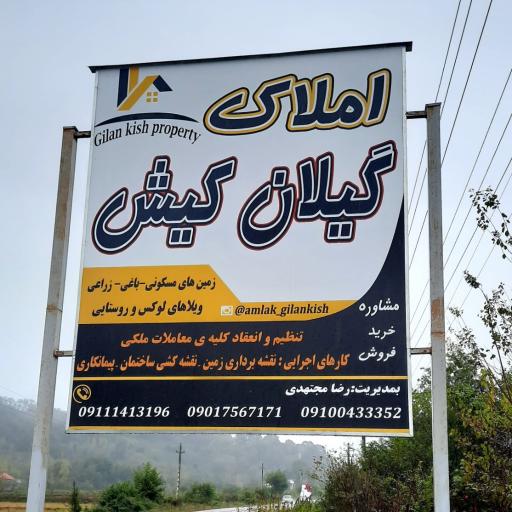 املاک
Gilan kish property
گیلان کیش
زمین های مسکونی-باغی- زراعی
ویلاهای لوکس و روستایی
@amlak_gilankish
مشاوره
خرید
فروش
تنظیم و انعقاد کلیه ی معاملات ملکی
کارهای اجرایی : نقشه برداری زمین . نقشه کشی ساختمان . پیمانکاری
بمدیریت: رضا مجتهدی
09111413196 09017567171 09100433352